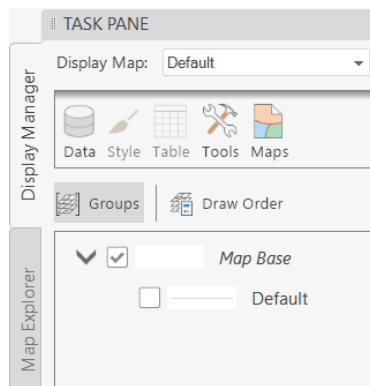 TASK PANE
Display Map: Default
Data Style Table Tools Maps
Groups Draw Order
Map Base
Default
Display Manager
Map Explorer